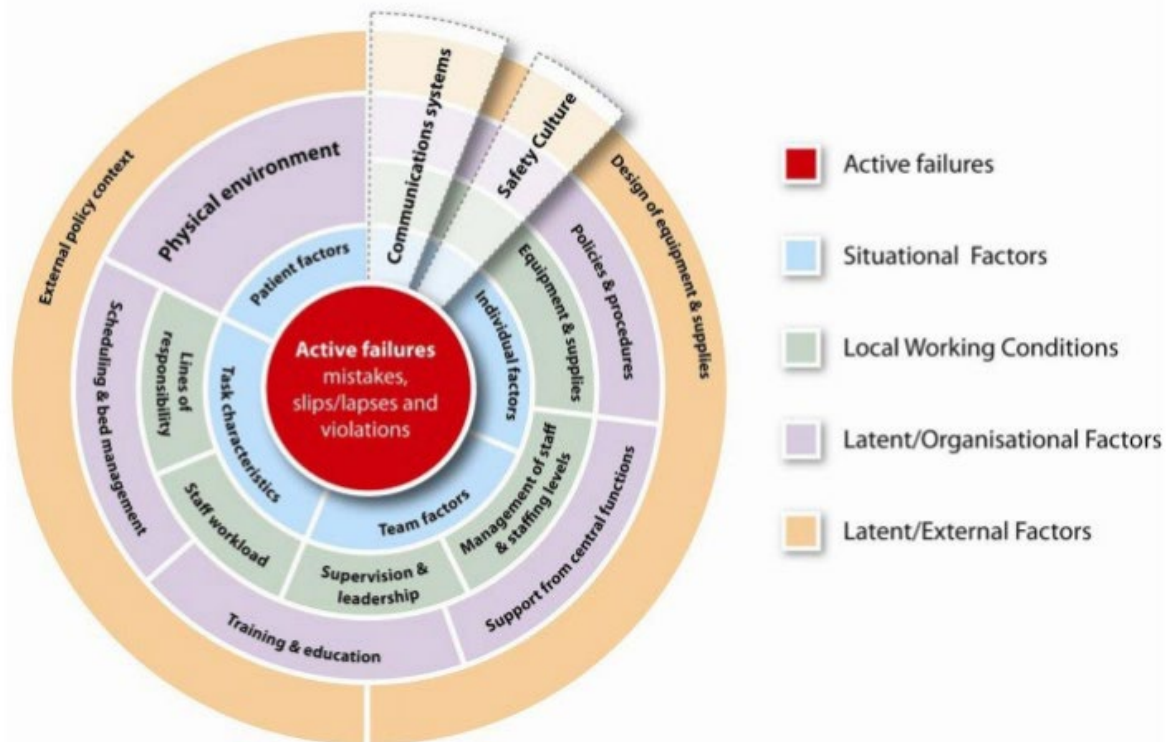 Communications systems
Safety Culture
External policy context
Design of equipment & supplies
Physical environment
Policies & procedures
Scheduling & bed management
Support from central functions
Training & education
Patient factors
Individual factors
Equipment & supplies
Lines of
responsibility
Task characteristics
Staff workload
Team factors
Management of staff
& staffing levels
Supervision &
leadership
Active failures
mistakes,
slips/lapses and
violations
Active failures
Situational Factors
Local Working Conditions
Latent/Organisational Factors
Latent/External Factors